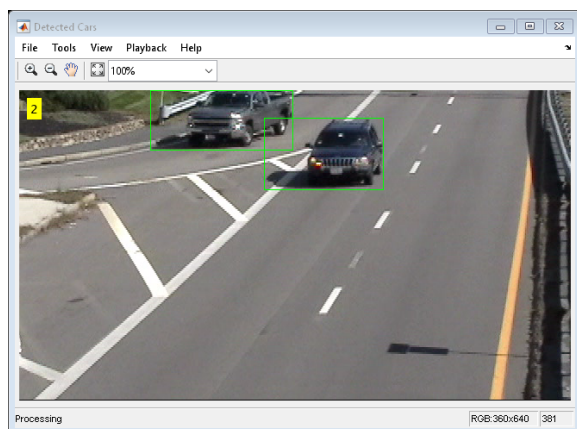 Detected Cars
File Tools View Playback Help
100%
2
Processing
RGB:360x640 381